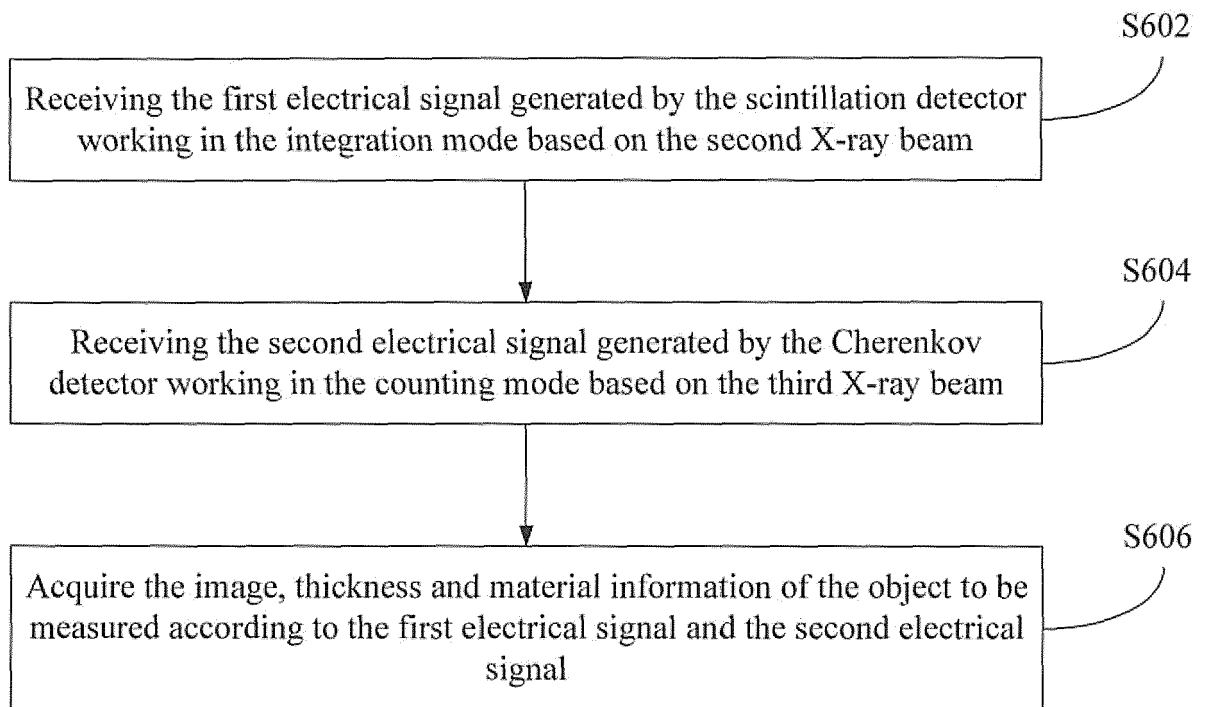 S602
Receiving the first electrical signal generated by the scintillation detector
working in the integration mode based on the second X-ray beam
S604
Receiving the second electrical signal generated by the Cherenkov
detector working in the counting mode based on the third X-ray beam
S606
Acquire the image, thickness and material information of the object to be
measured according to the first electrical signal and the second electrical
signal